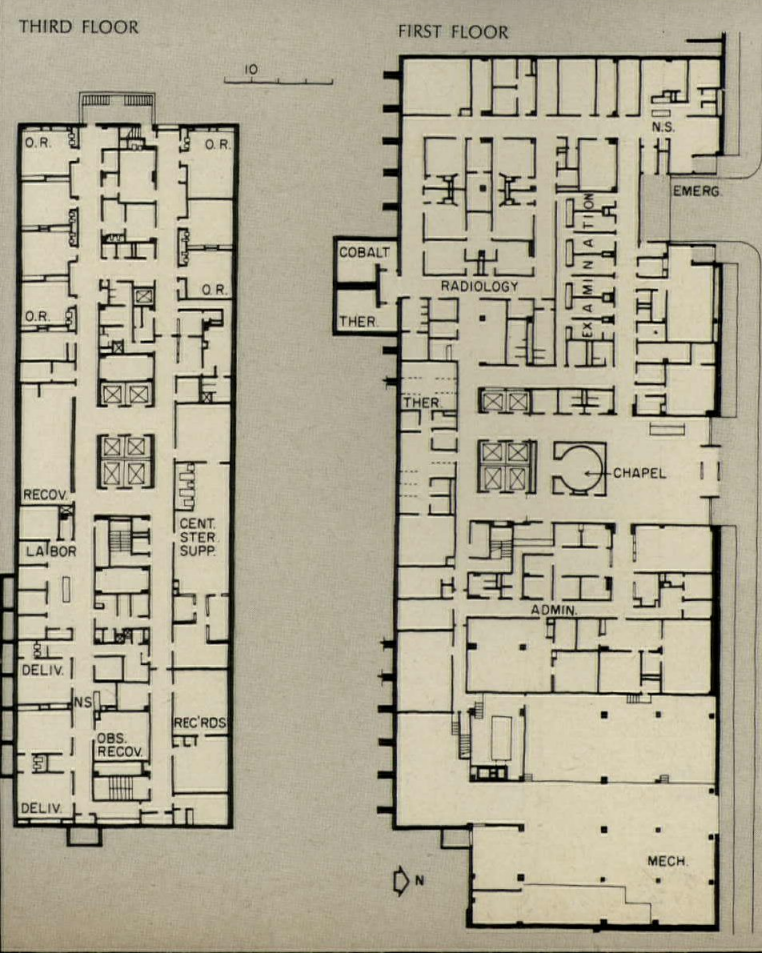 THIRD FLOOR
10
O.R.
O.R.
O.R.
O.R.
RECOV.
LABOR
CENT.
STER.
SUPP.
DELIV.
NS
REC'RDS
OBS.
RECOV.
DELIV.
FIRST FLOOR
N.S.
EMERG.
EXAMINATION
COBALT
RADIOLOGY
THER.
THER.
CHAPEL
ADMIN.
MECH.
N